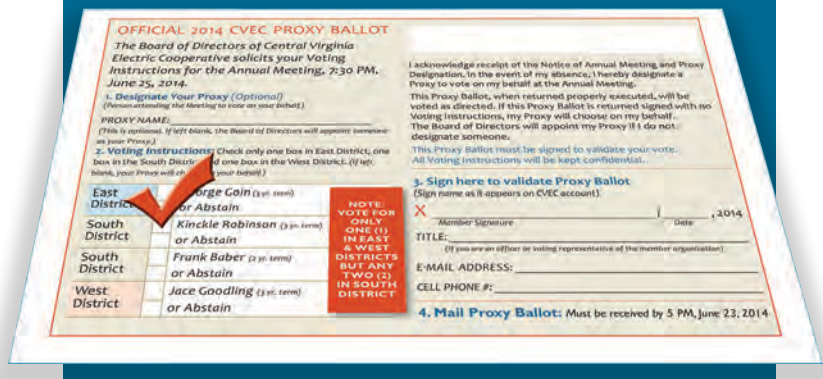 OFFICIAL 2014 CVEC PROXY BALLOT
The Board of Directors of Central Virginia
Electric Cooperative solicits your Voting
Instructions for the Annual Meeting, 7:30 PM,
June 25, 2014.
1. Designate Your Proxy (Optional)
(Person attending the Meeting to vote on your behalf.)
PROXY NAME:
(This is optional. If left blank, the Board of Directors will appoint someone
as your Proxy.)
2. Voting Instructions: Check only one box in East District, one
box in the South District one box in the West District. (If left
blank, your Proxy will your behalf.)
East
District
Goin (3 yr. term)
or Abstain
South
District
Kinckle Robinson (3 yr. term)
or Abstain
South
District
Frank Baber (2 yr. term)
or Abstain
West
District
Jace Goodling (3 yr. term)
or Abstain
NOTE:
VOTE FOR
ONLY
ONE (1)
IN EAST
& WEST
DISTRICTS
BUT ANY
TWO (2)
IN SOUTH
DISTRICT
I acknowledge receipt of the Notice of Annual Meeting and Proxy
Designation. In the event of my absence, I hereby designate a
Proxy to vote on my behalf at the Annual Meeting.
This Proxy Ballot, when returned properly executed, will be
voted as directed. If this Proxy Ballot is returned signed with no
Voting Instructions, my Proxy will choose on my behalf.
The Board of Directors will appoint my Proxy if I do not
designate someone.
This Proxy Ballot must be signed to validate your vote.
All Voting Instructions will be kept confidential.
3. Sign here to validate Proxy Ballot
(Sign name as it appears on CVEC account)
X / , 2014
Member Signature Date
TITLE:
(If you are an officer or voting representative of the member organization)
E-MAIL ADDRESS:
CELL PHONE #:
4. Mail Proxy Ballot: Must be received by 5 PM, June 23, 2014